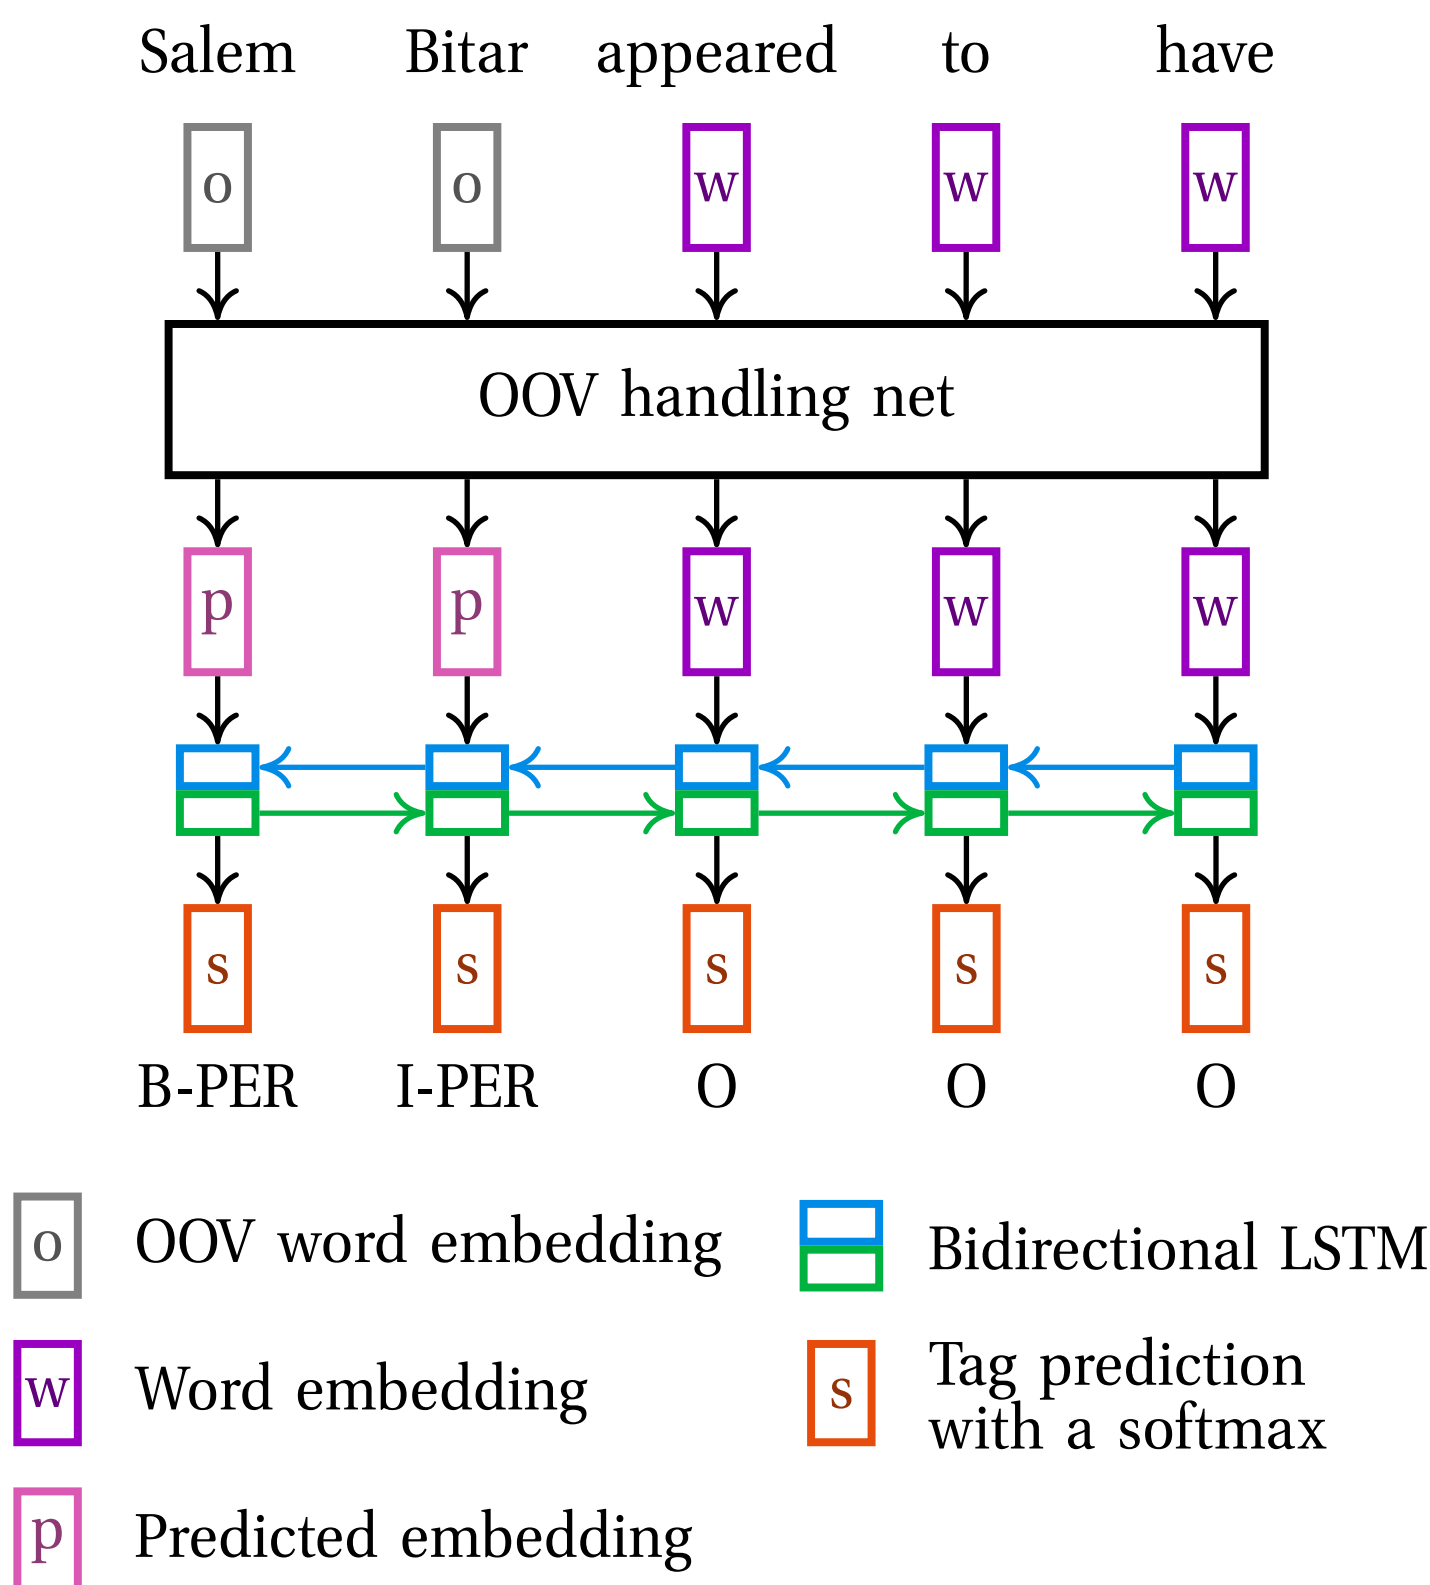 Salem Bitar appeared to have
o o w w w
OOV handling net
p p w w w
s s s s s
B-PER I-PER O O O
o OOV word embedding
Bidirectional LSTM
w Word embedding
s Tag prediction
with a softmax
p Predicted embedding